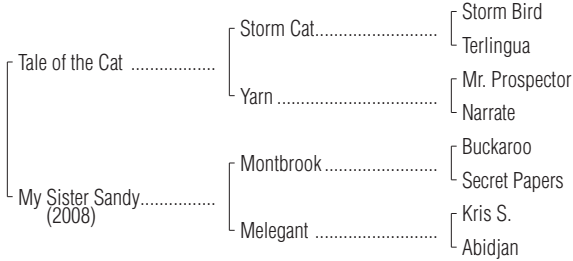 Storm Bird
Storm Cat..............................
Terlingua
Tale of the Cat ..................
Mr. Prospector
Yarn ........................................
Narrate
Buckaroo
Montbrook............................
Secret Papers
My Sister Sandy................
(2008)
Kris S.
Melegant ..............................
Abidjan